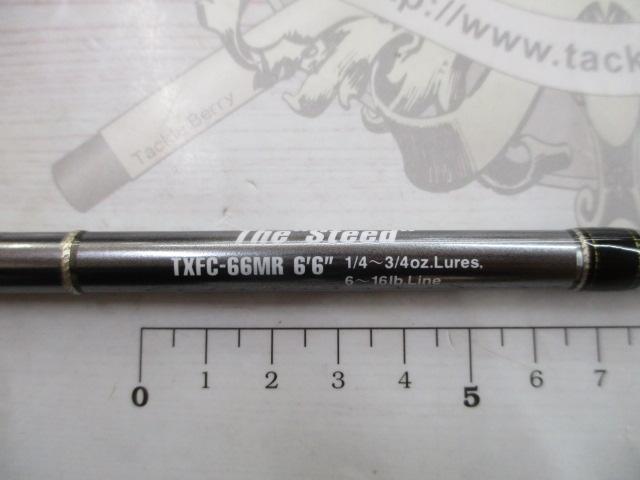 http://www.tack
Tackle Berry
The "Steed"
TXFC-66MR 6'6" 1/4~3/4oz.Lures.
6~16lb.Line
0 1 2 3 4 5 6 7